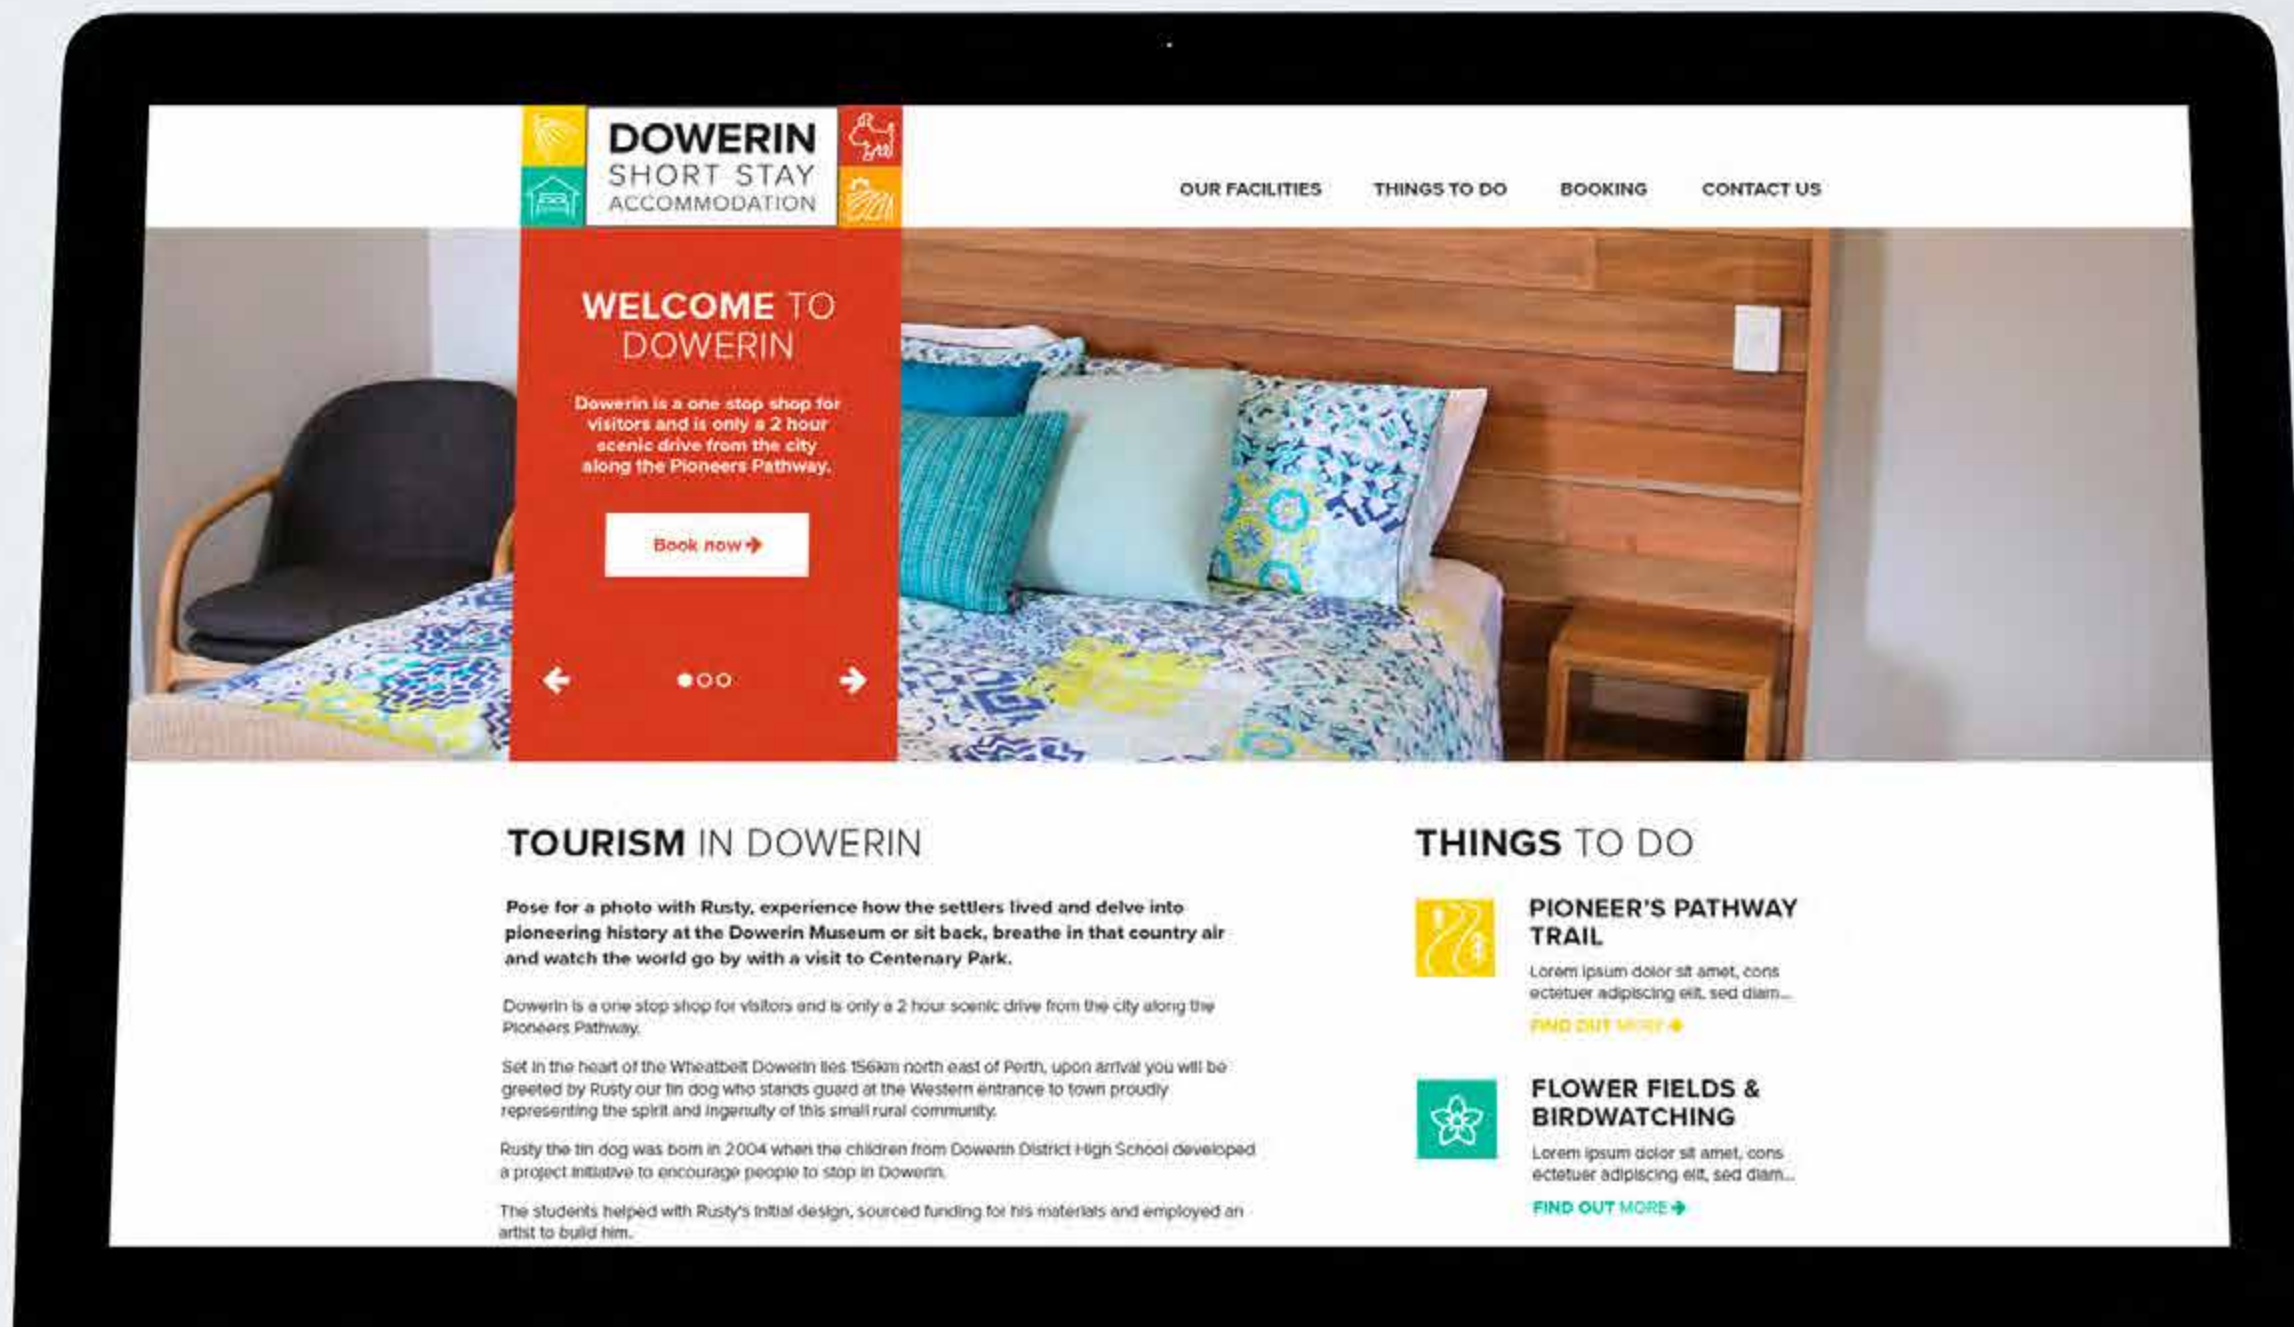 DOWERIN
SHORT STAY
ACCOMMODATION
OUR FACILITIES THINGS TO DO BOOKING CONTACT US
WELCOME TO
DOWERIN
Dowerin is a one stop shop for
visitors and is only a 2 hour
scenic drive from the city
along the Pioneers Pathway.
Book now
TOURISM IN DOWERIN
Pose for a photo with Rusty, experience how the settlers lived and delve into
pioneering history at the Dowerin Museum or sit back, breathe in that country air
and watch the world go by with a visit to Centenary Park.
Dowerin is a one stop shop for visitors and is only a 2 hour scenic drive from the city along the
Pioneers Pathway.
Set in the heart of the Wheatbelt Dowerin lies 156km north east of Perth, upon arrival you will be
greeted by Rusty our tin dog who stands guard at the Western entrance to town proudly
representing the spirit and ingenuity of this small rural community.
Rusty the tin dog was born in 2004 when the children from Dowerin District High School developed
a project initiative to encourage people to stop in Dowerin.
The students helped with Rusty's initial design, sourced funding for his materials and employed an
artist to build him.
THINGS TO DO
PIONEER'S PATHWAY
TRAIL
Lorem ipsum dolor sit amet, cons
ectetuer adipiscing elit, sed diam...
FIND OUT MORE
FLOWER FIELDS &
BIRDWATCHING
Lorem ipsum dolor sit amet, cons
ectetuer adipiscing elit, sed diam...
FIND OUT MORE